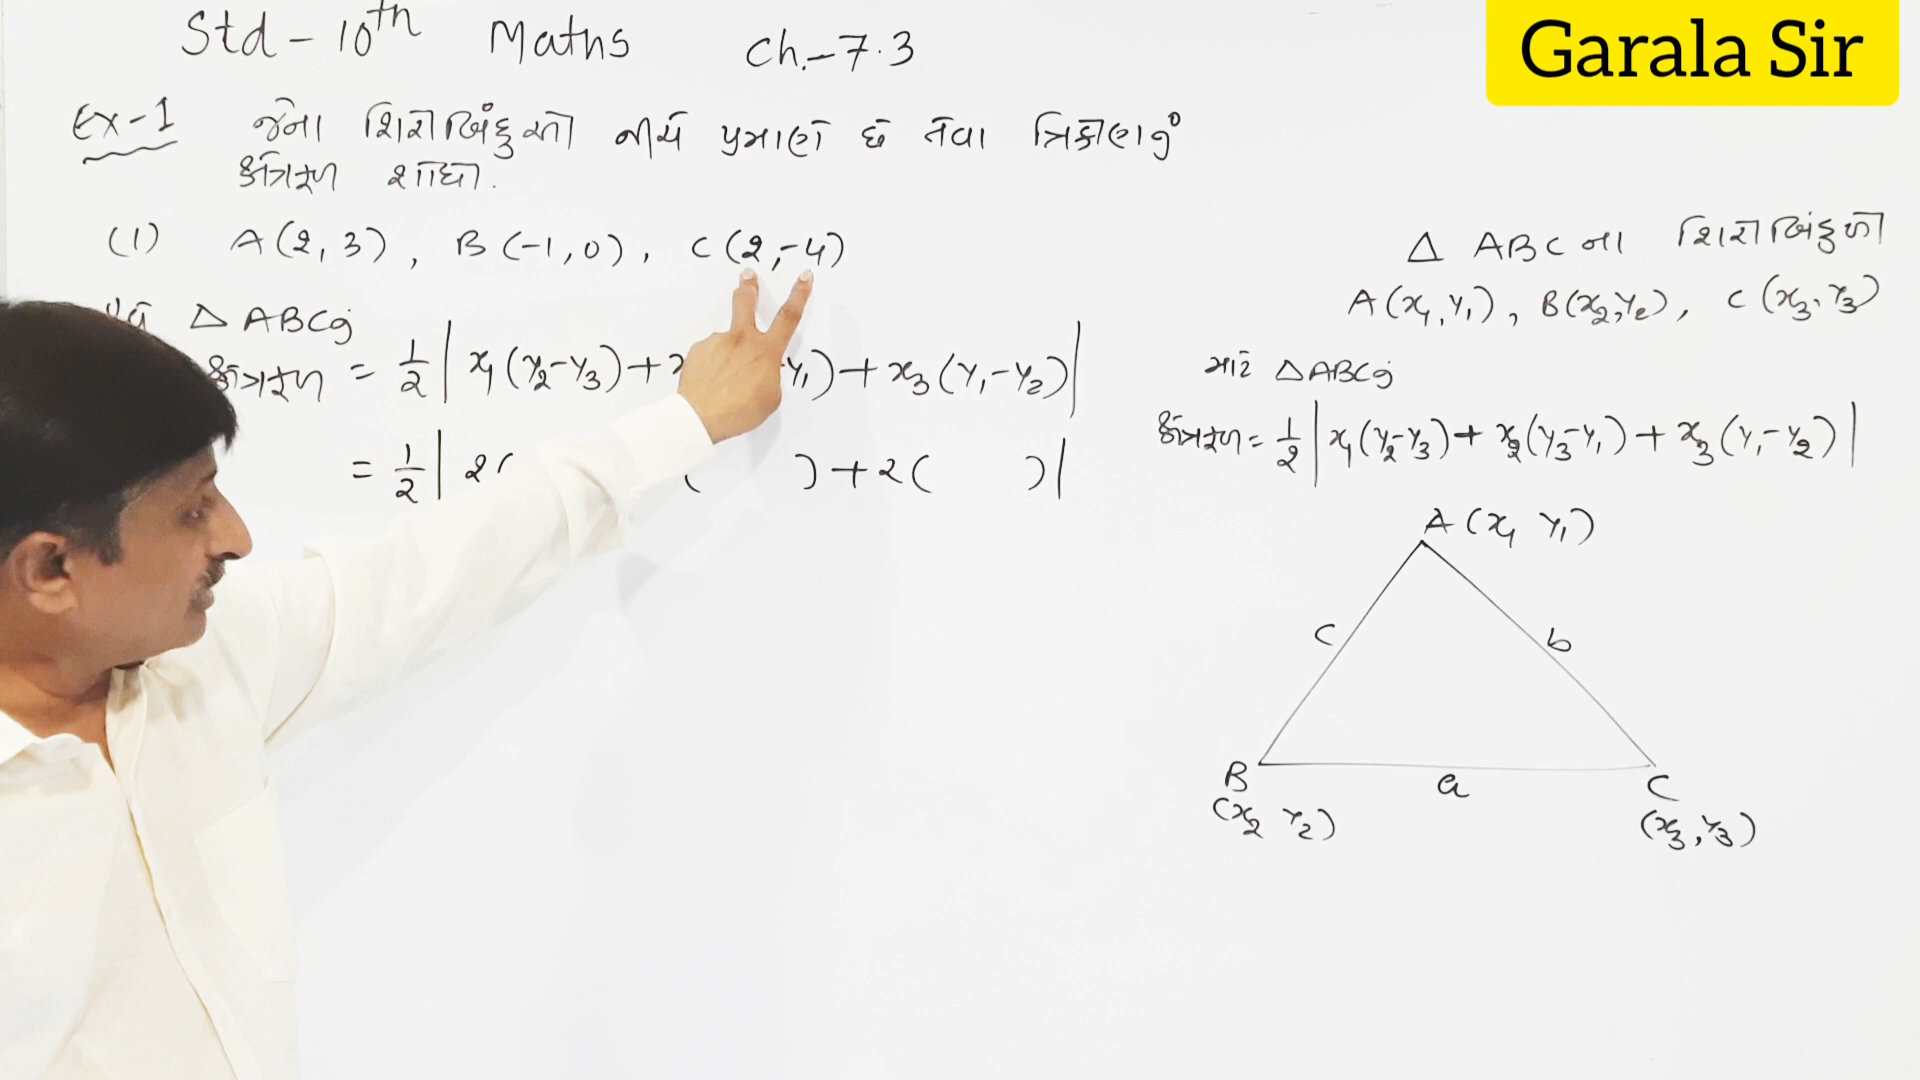 Std - 10th Maths Ch.-7.3
Garala Sir
Ex-1 જેના શિરોબિંદુઓ નીચે પ્રમાણે છે તેવા ત્રિકોણનું
ક્ષેત્રફળ શોધો.
(1) A(2,3), B(-1,0), C(2,-4)
△ ABCનું
ક્ષેત્રફળ = 1/2 | x₁(y₂-y₃)+ y₁)+x₃(y₁-y₂)|
= 1/2 | 2( ( )+2( )|
△ ABC ના શિરોબિંદુઓ
A(x₁,y₁), B(x₂,y₂), C(x₃,y₃)
માટે △ABCનું
ક્ષેત્રફળ = 1/2 | x₁(y₂-y₃)+ x₂(y₃-y₁)+ x₃(y₁-y₂)|
A(x₁ y₁)
c b
B a C
(x₂ y₂) (x₃,y₃)